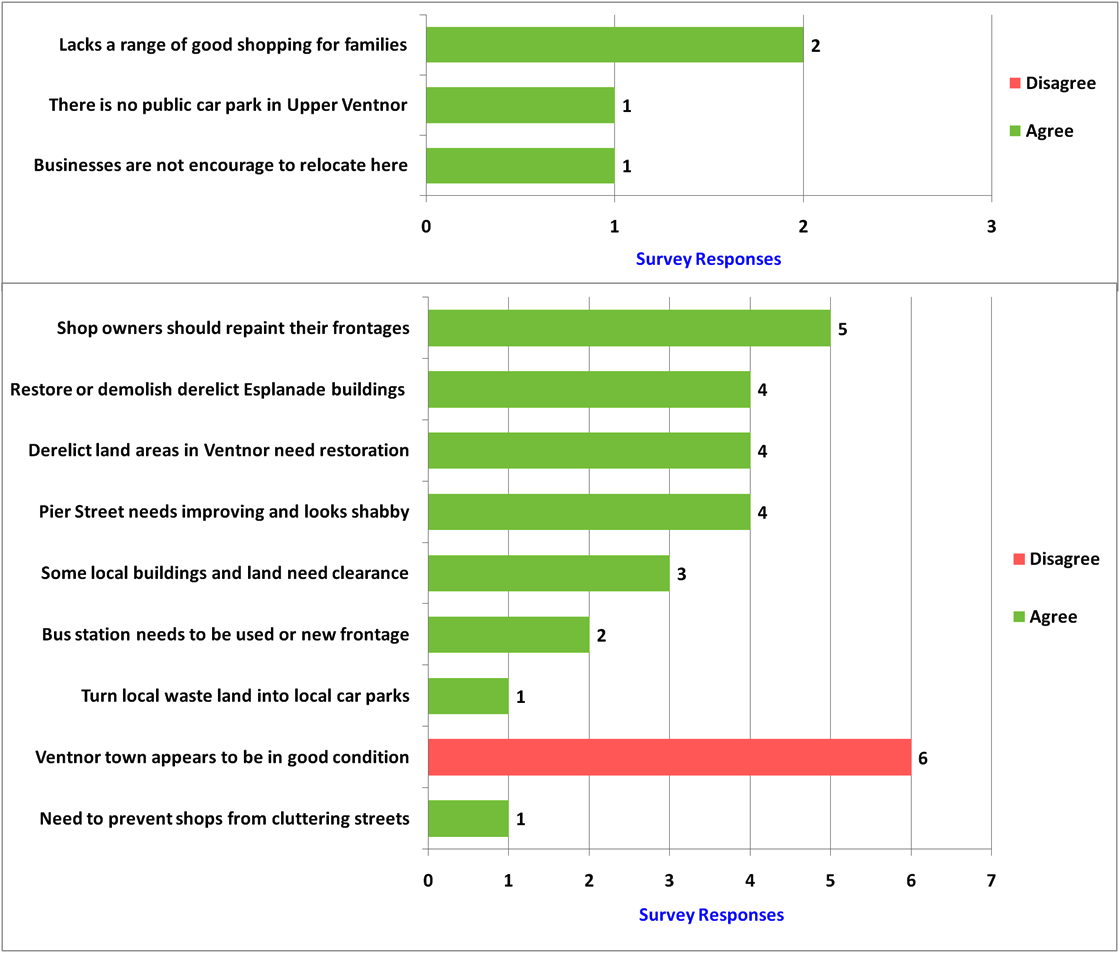 Lacks a range of good shopping for families 2
There is no public car park in Upper Ventnor 1
Businesses are not encourage to relocate here 1
Disagree
Agree
0 1 2 3
Survey Responses
Shop owners should repaint their frontages 5
Restore or demolish derelict Esplanade buildings 4
Derelict land areas in Ventnor need restoration 4
Pier Street needs improving and looks shabby 4
Some local buildings and land need clearance 3
Bus station needs to be used or new frontage 2
Turn local waste land into local car parks 1
Ventnor town appears to be in good condition 6
Need to prevent shops from cluttering streets 1
Disagree
Agree
0 1 2 3 4 5 6 7
Survey Responses